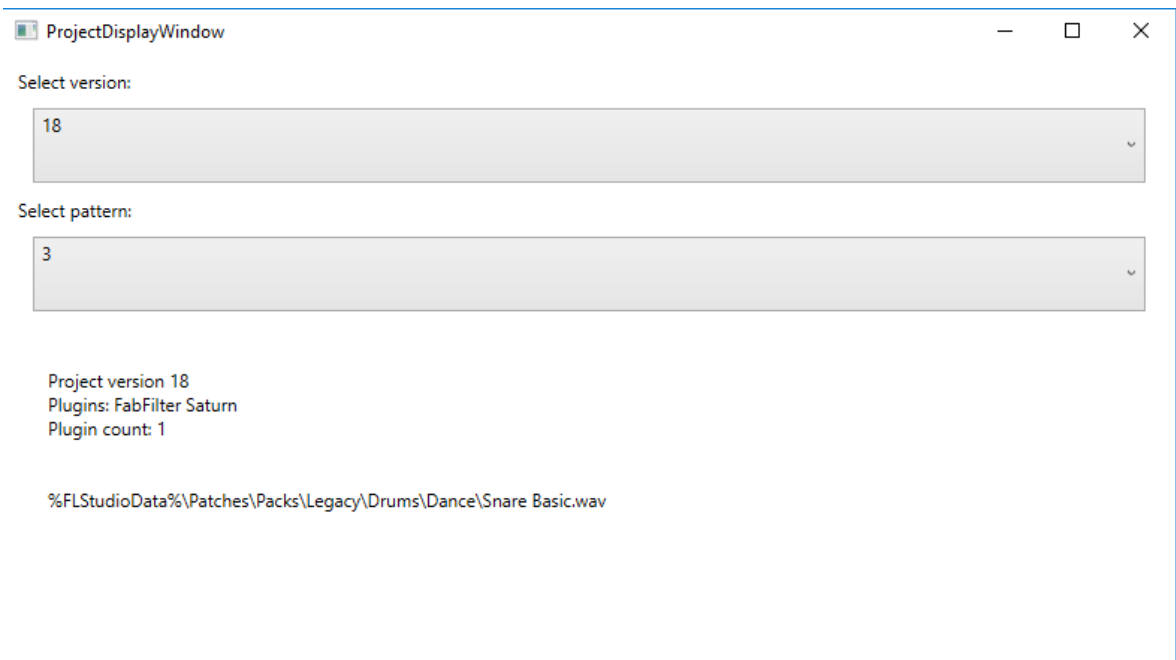 ProjectDisplayWindow
Select version:
18
Select pattern:
3
Project version 18
Plugins: FabFilter Saturn
Plugin count: 1
%FLStudioData%\Patches\Packs\Legacy\Drums\Dance\Snare Basic.wav